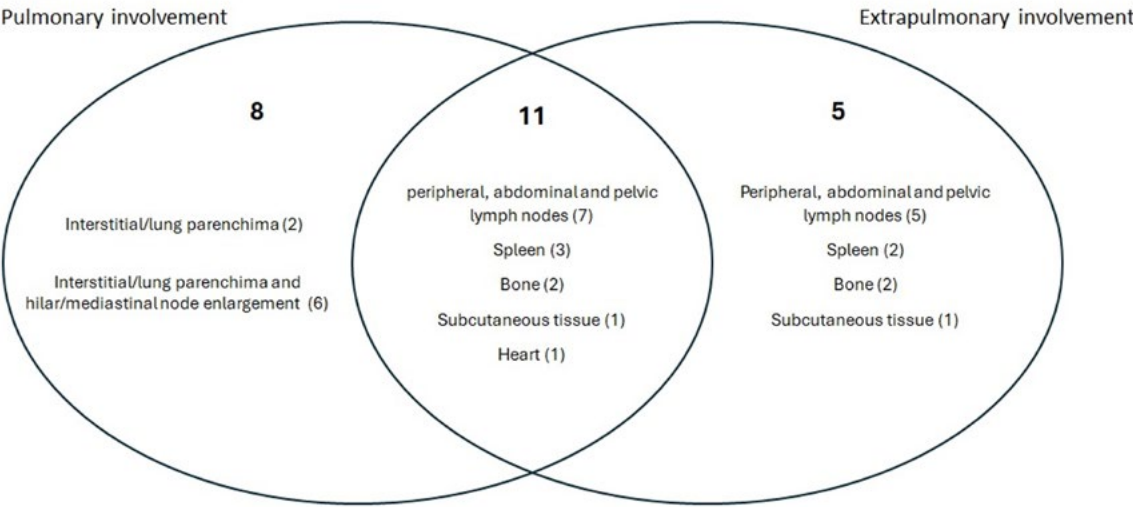 Pulmonary involvement
Extrapulmonary involvement
8
Interstitial/lung parenchima (2)
Interstitial/lung parenchima and
hilar/mediastinal node enlargement (6)
11
peripheral, abdominal and pelvic
lymph nodes (7)
Spleen (3)
Bone (2)
Subcutaneous tissue (1)
Heart (1)
5
Peripheral, abdominal and pelvic
lymph nodes (5)
Spleen (2)
Bone (2)
Subcutaneous tissue (1)